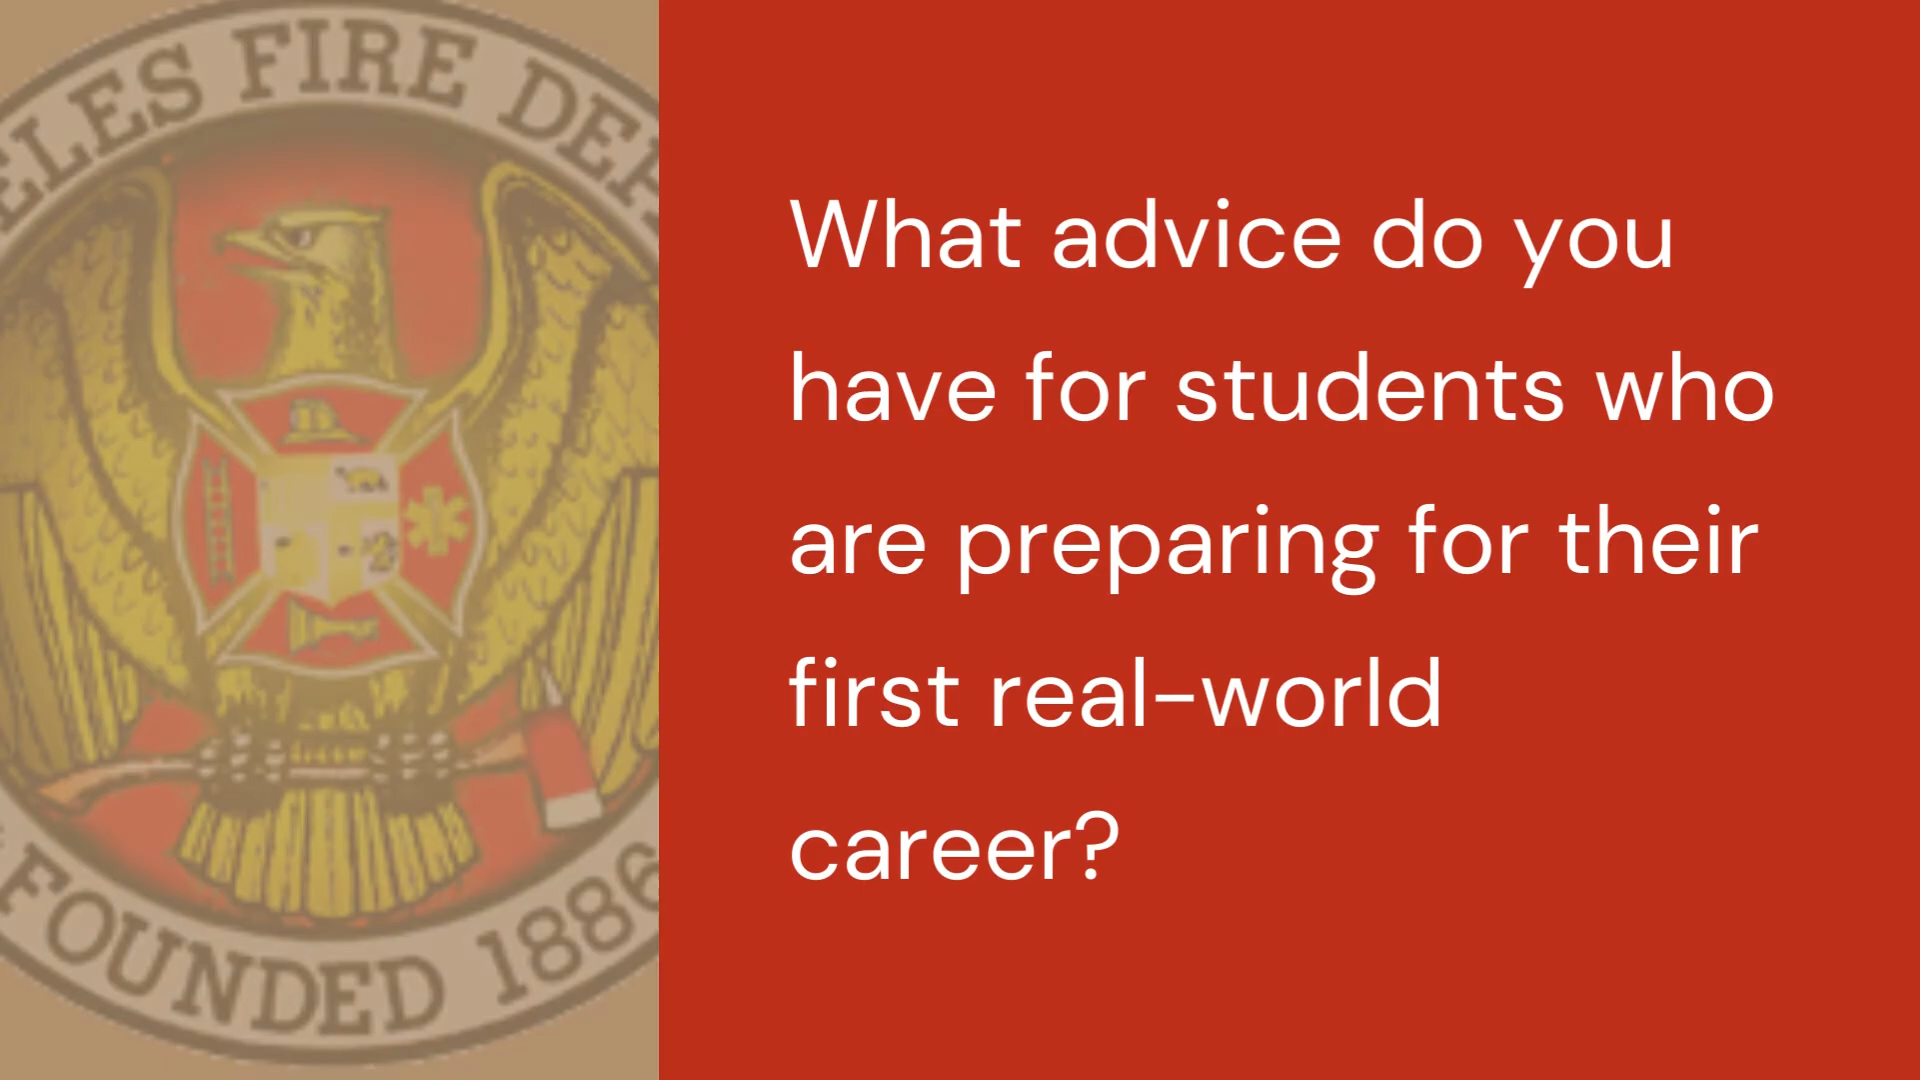 ELES FIRE DEP
FOUNDED 1886
What advice do you
have for students who
are preparing for their
first real-world
career?